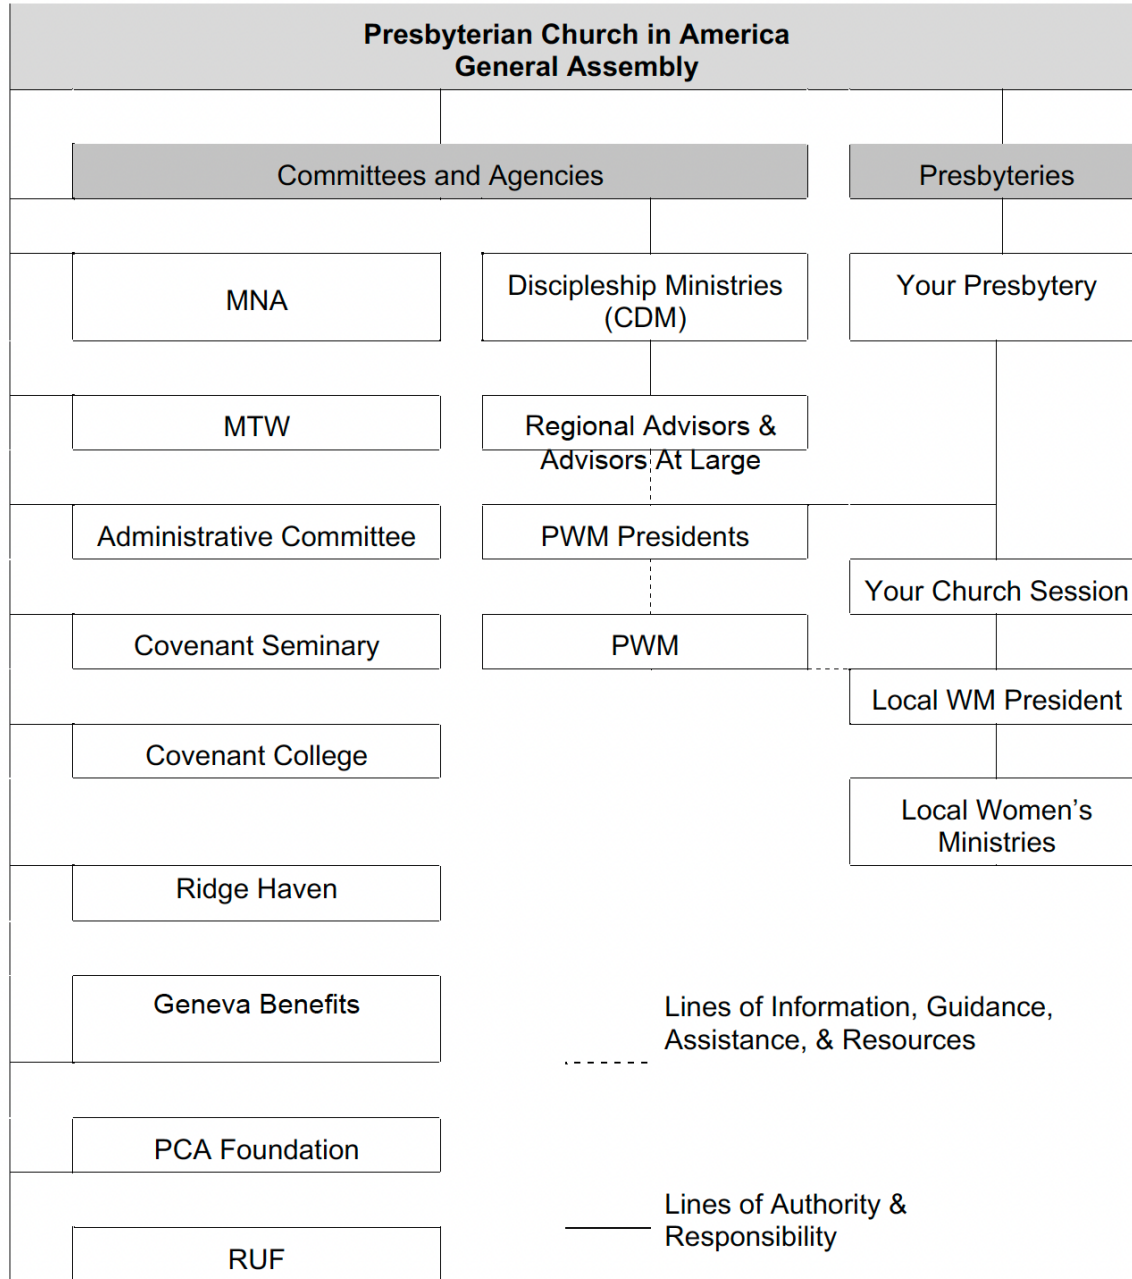 Presbyterian Church in America
General Assembly
Committees and Agencies
Presbyteries
MNA
Discipleship Ministries
(CDM)
Your Presbytery
MTW
Regional Advisors &
Advisors At Large
Administrative Committee
PWM Presidents
Your Church Session
Covenant Seminary
PWM
Local WM President
Covenant College
Local Women’s
Ministries
Ridge Haven
Geneva Benefits
Lines of Information, Guidance,
Assistance, & Resources
PCA Foundation
Lines of Authority &
Responsibility
RUF